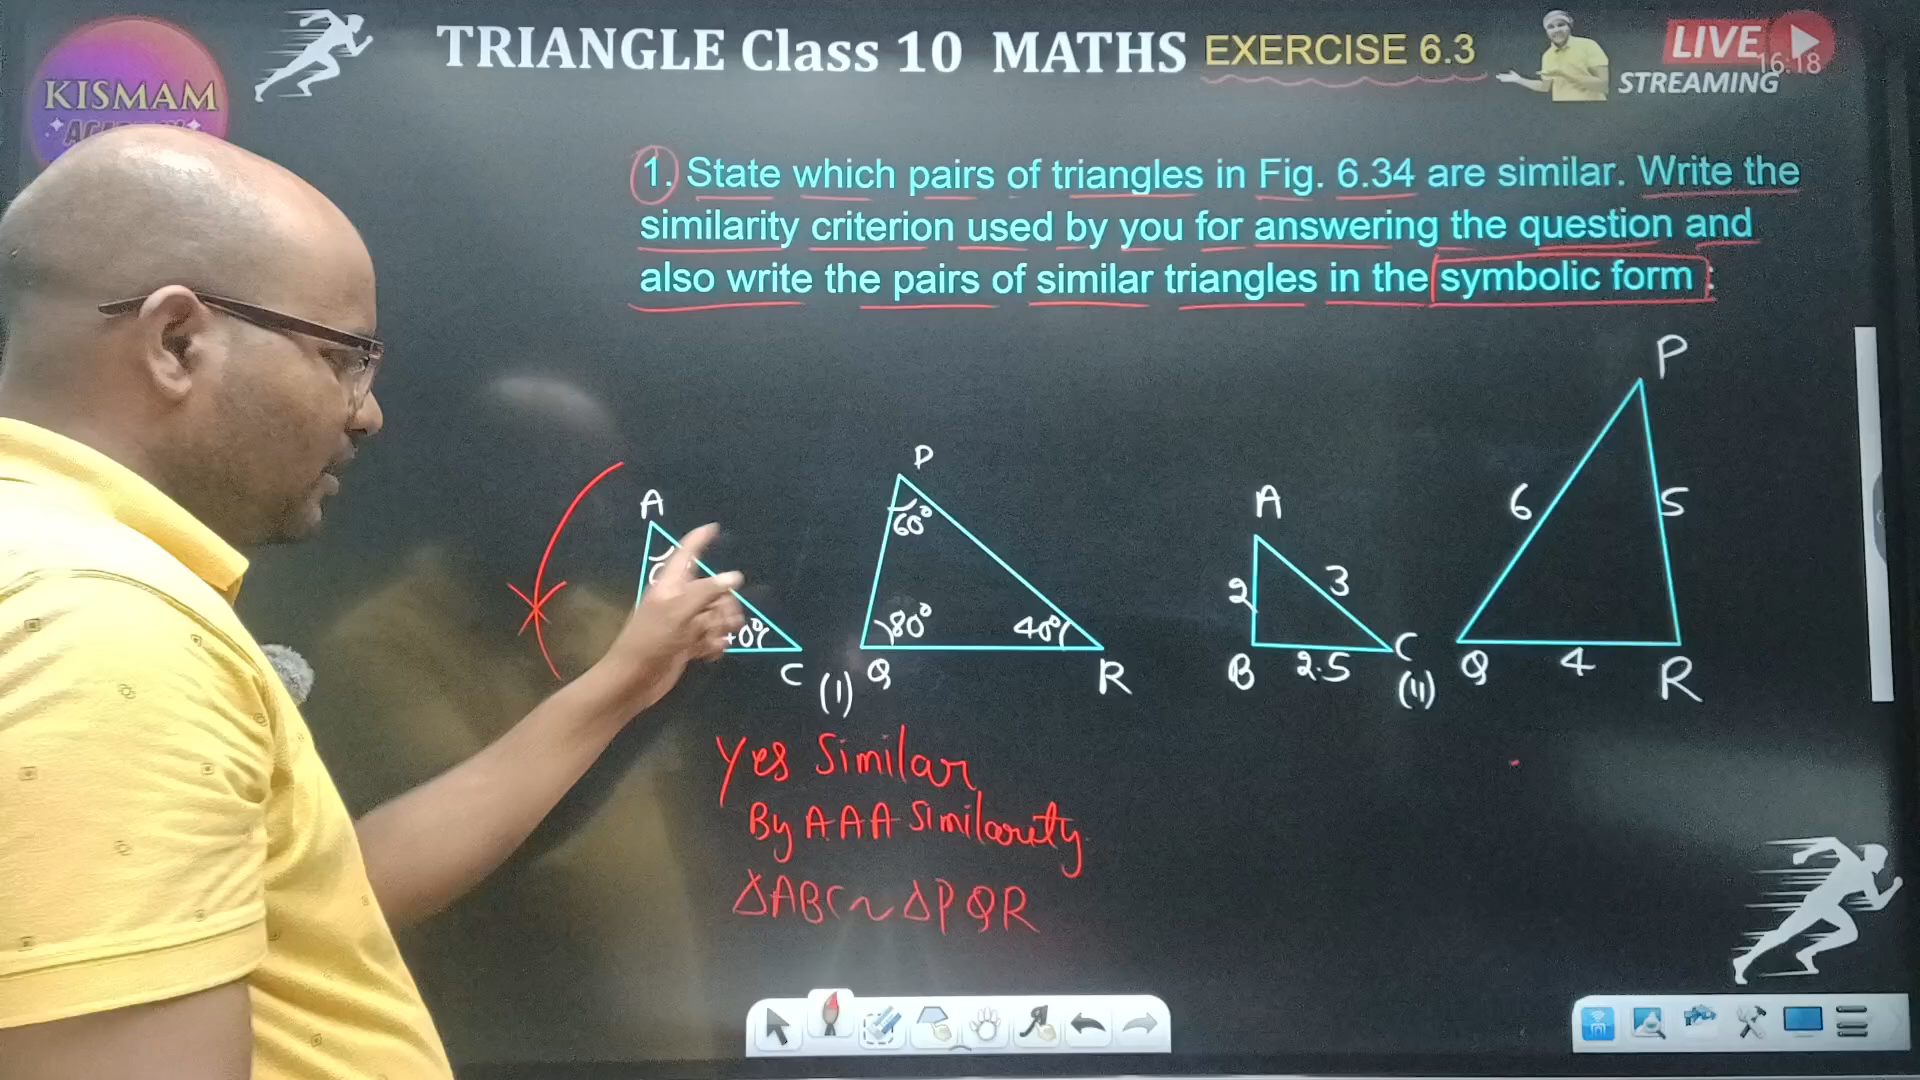 KISMAM
ACADEMY
TRIANGLE Class 10 MATHS EXERCISE 6.3
LIVE
16:18
STREAMING
1. State which pairs of triangles in Fig. 6.34 are similar. Write the
similarity criterion used by you for answering the question and
also write the pairs of similar triangles in the symbolic form :
P
6
5
Q
4
R
A
2
3
B
2.5
C
(ii)
P
60°
80°
40°
Q
R
A
C
(i)
Yes Similar
By AAA Similarity
ΔABC ~ ΔPQR